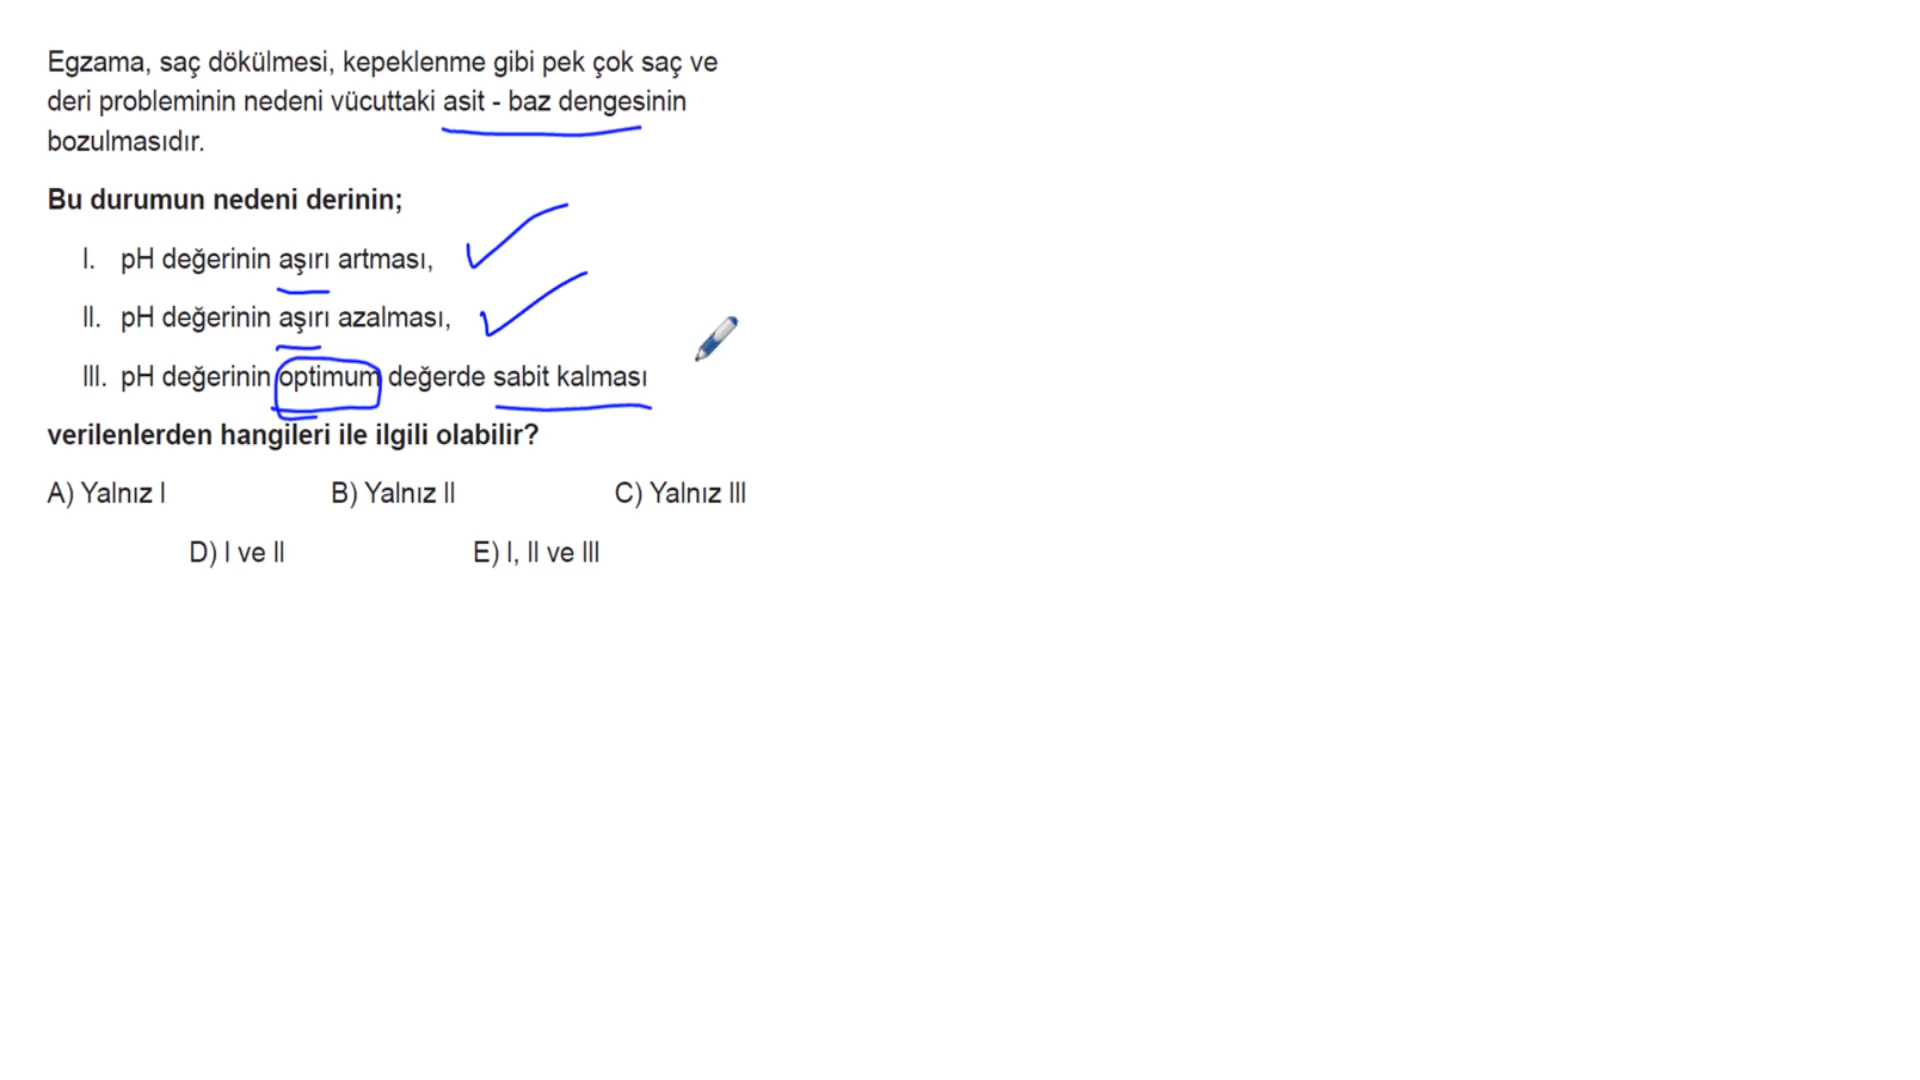 Egzama, saç dökülmesi, kepeklenme gibi pek çok saç ve
deri probleminin nedeni vücuttaki asit - baz dengesinin
bozulmasıdır.
Bu durumun nedeni derinin;
I. pH değerinin aşırı artması,
II. pH değerinin aşırı azalması,
III. pH değerinin optimum değerde sabit kalması
verilenlerden hangileri ile ilgili olabilir?
A) Yalnız I B) Yalnız II C) Yalnız III
D) I ve II E) I, II ve III